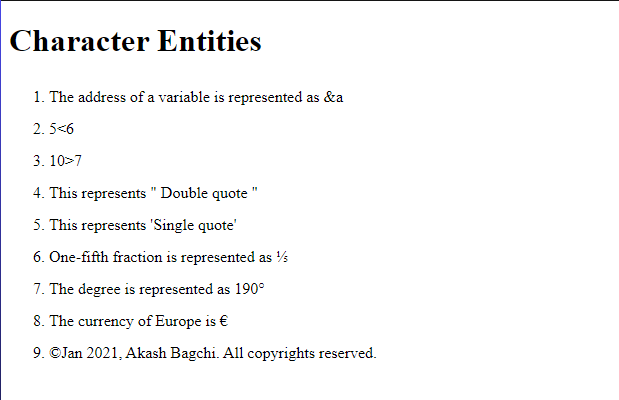 Character Entities
1. The address of a variable is represented as &a
2. 5<6
3. 10>7
4. This represents " Double quote "
5. This represents 'Single quote'
6. One-fifth fraction is represented as ⅕
7. The degree is represented as 190°
8. The currency of Europe is €
9. ©Jan 2021, Akash Bagchi. All copyrights reserved.